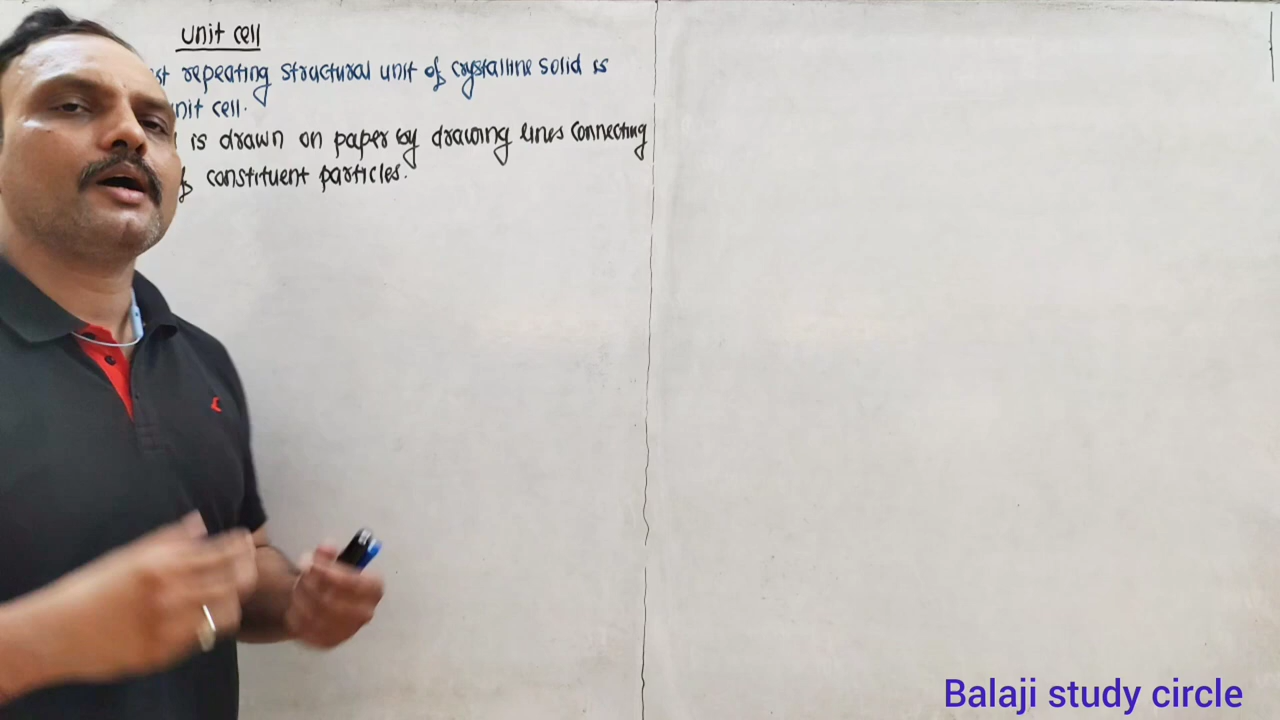 unit cell
st repeating structural unit of crystalline solid is
unit cell.
is drawn on paper by drawing lines connecting
constituent particles.
Balaji study circle